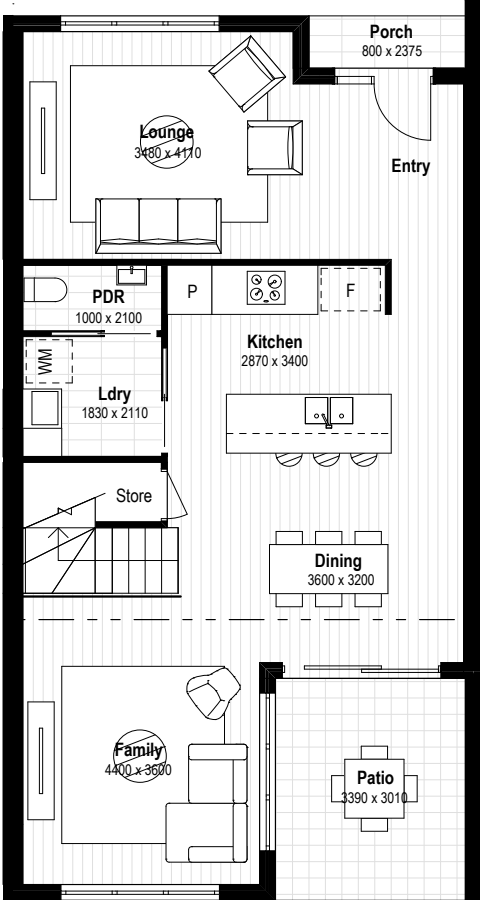 Porch
800 x 2375
Lounge
3480 x 4110
Entry
PDR
1000 x 2100
P
F
Kitchen
2870 x 3400
WM
Ldry
1830 x 2110
Store
Dining
3600 x 3200
Family
4400 x 3600
Patio
3390 x 3010